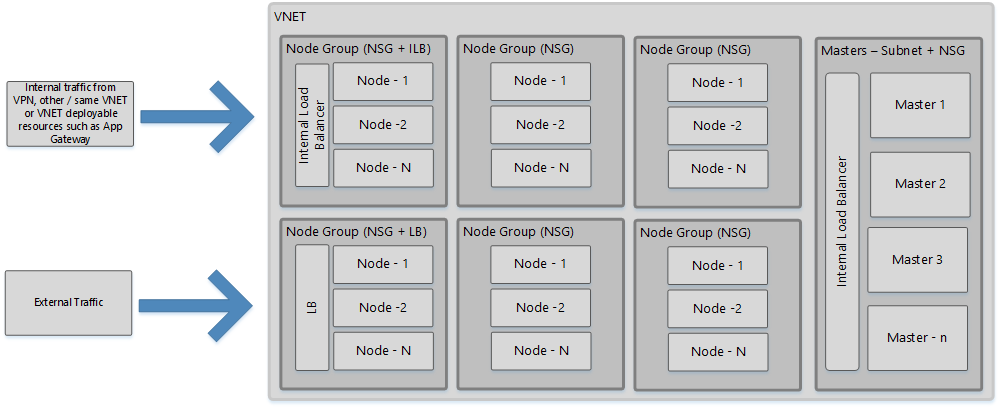 VNET
Internal traffic from
VPN, other / same VNET
or VNET deployable
resources such as App
Gateway
Node Group (NSG + ILB)
Internal Load
Balancer
Node - 1
Node -2
Node - N
Node Group (NSG)
Node - 1
Node -2
Node - N
Node Group (NSG)
Node - 1
Node -2
Node - N
Masters – Subnet + NSG
Internal Load Balancer
Master 1
Master 2
Master 3
Master - n
External Traffic
Node Group (NSG + LB)
LB
Node - 1
Node -2
Node - N
Node Group (NSG)
Node - 1
Node -2
Node - N
Node Group (NSG)
Node - 1
Node -2
Node - N